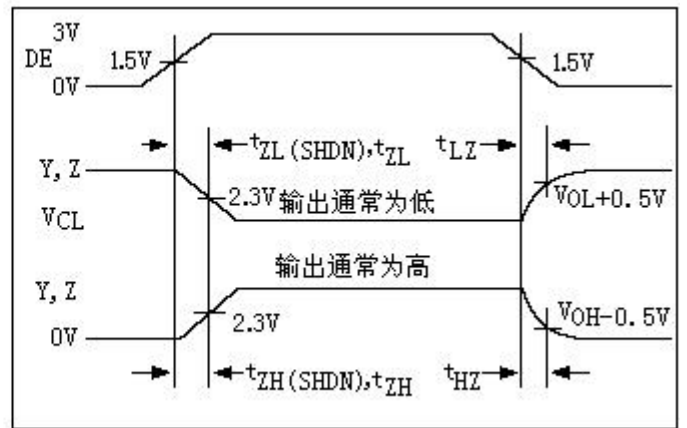 3V
DE
1.5V
1.5V
0V
tZL(SHDN),tZL
tLZ
Y,Z
2.3V
输出通常为低
VOL+0.5V
VCL
输出通常为高
Y,Z
2.3V
VOH-0.5V
0V
tZH(SHDN),tZH
tHZ